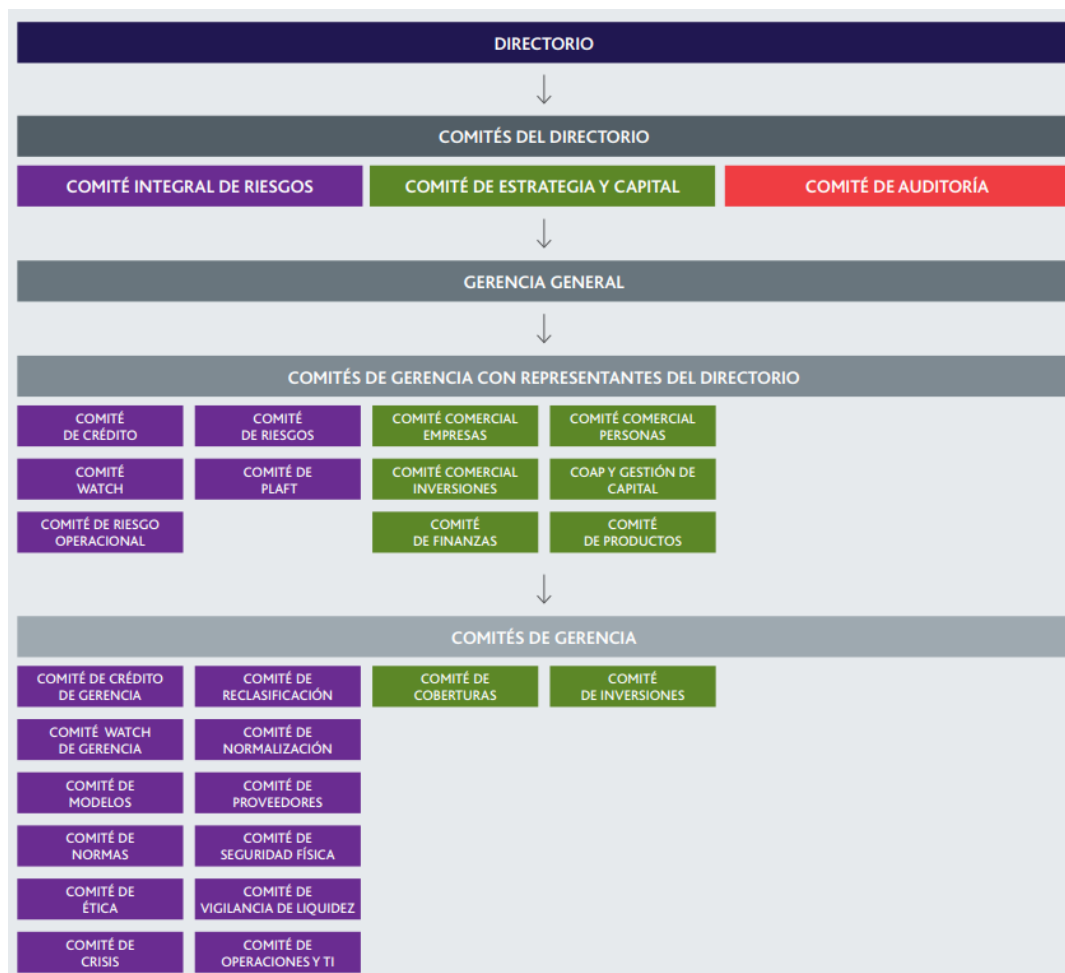 DIRECTORIO
COMITÉS DEL DIRECTORIO
COMITÉ INTEGRAL DE RIESGOS
COMITÉ DE ESTRATEGIA Y CAPITAL
COMITÉ DE AUDITORÍA
GERENCIA GENERAL
COMITÉS DE GERENCIA CON REPRESENTANTES DEL DIRECTORIO
COMITÉ
DE CRÉDITO
COMITÉ
DE RIESGOS
COMITÉ COMERCIAL
EMPRESAS
COMITÉ COMERCIAL
PERSONAS
COMITÉ
WATCH
COMITÉ DE
PLAFT
COMITÉ COMERCIAL
INVERSIONES
COAP Y GESTIÓN DE
CAPITAL
COMITÉ DE RIESGO
OPERACIONAL
COMITÉ
DE FINANZAS
COMITÉ
DE PRODUCTOS
COMITÉS DE GERENCIA
COMITÉ DE CRÉDITO
DE GERENCIA
COMITÉ DE
RECLASIFICACIÓN
COMITÉ DE
COBERTURAS
COMITÉ
DE INVERSIONES
COMITÉ WATCH
DE GERENCIA
COMITÉ DE
NORMALIZACIÓN
COMITÉ DE
MODELOS
COMITÉ DE
PROVEEDORES
COMITÉ DE
NORMAS
COMITÉ DE
SEGURIDAD FÍSICA
COMITÉ DE
ÉTICA
COMITÉ DE
VIGILANCIA DE LIQUIDEZ
COMITÉ DE
CRISIS
COMITÉ DE
OPERACIONES Y TI